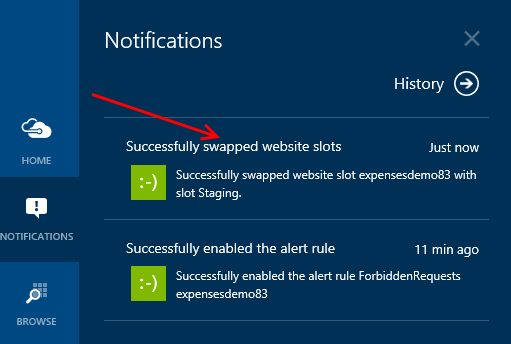 Notifications
History
Successfully swapped website slots
Just now
:-)
Successfully swapped website slot expensesdemo83 with
slot Staging.
Successfully enabled the alert rule
11 min ago
:-)
Successfully enabled the alert rule ForbiddenRequests
expensesdemo83
HOME
NOTIFICATIONS
BROWSE